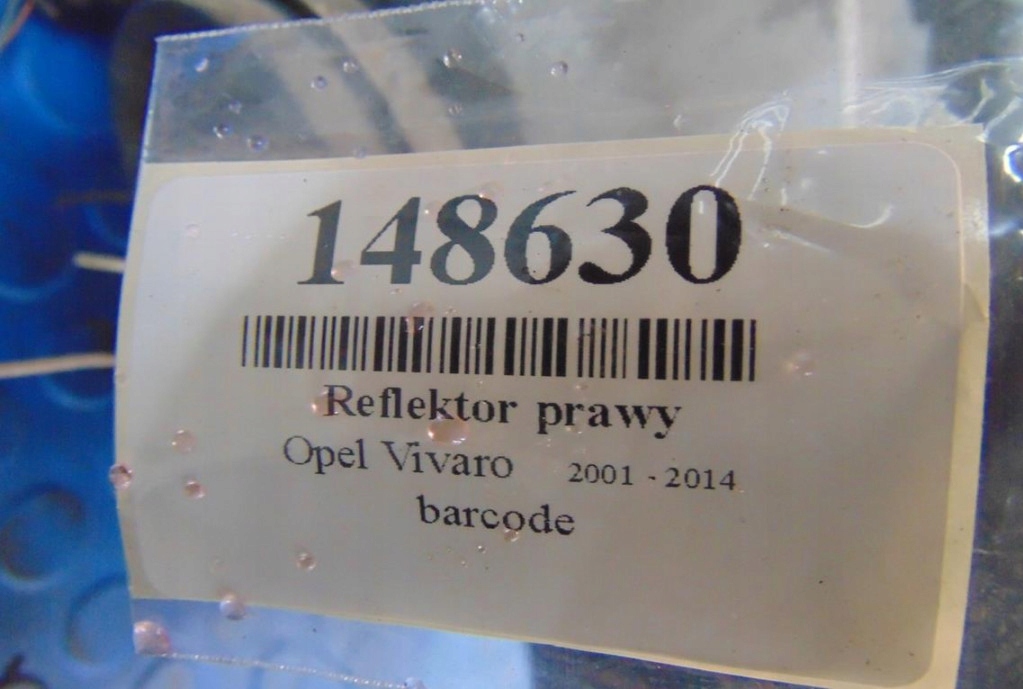 148630
Reflektor prawy
Opel Vivaro 2001 - 2014
barcode